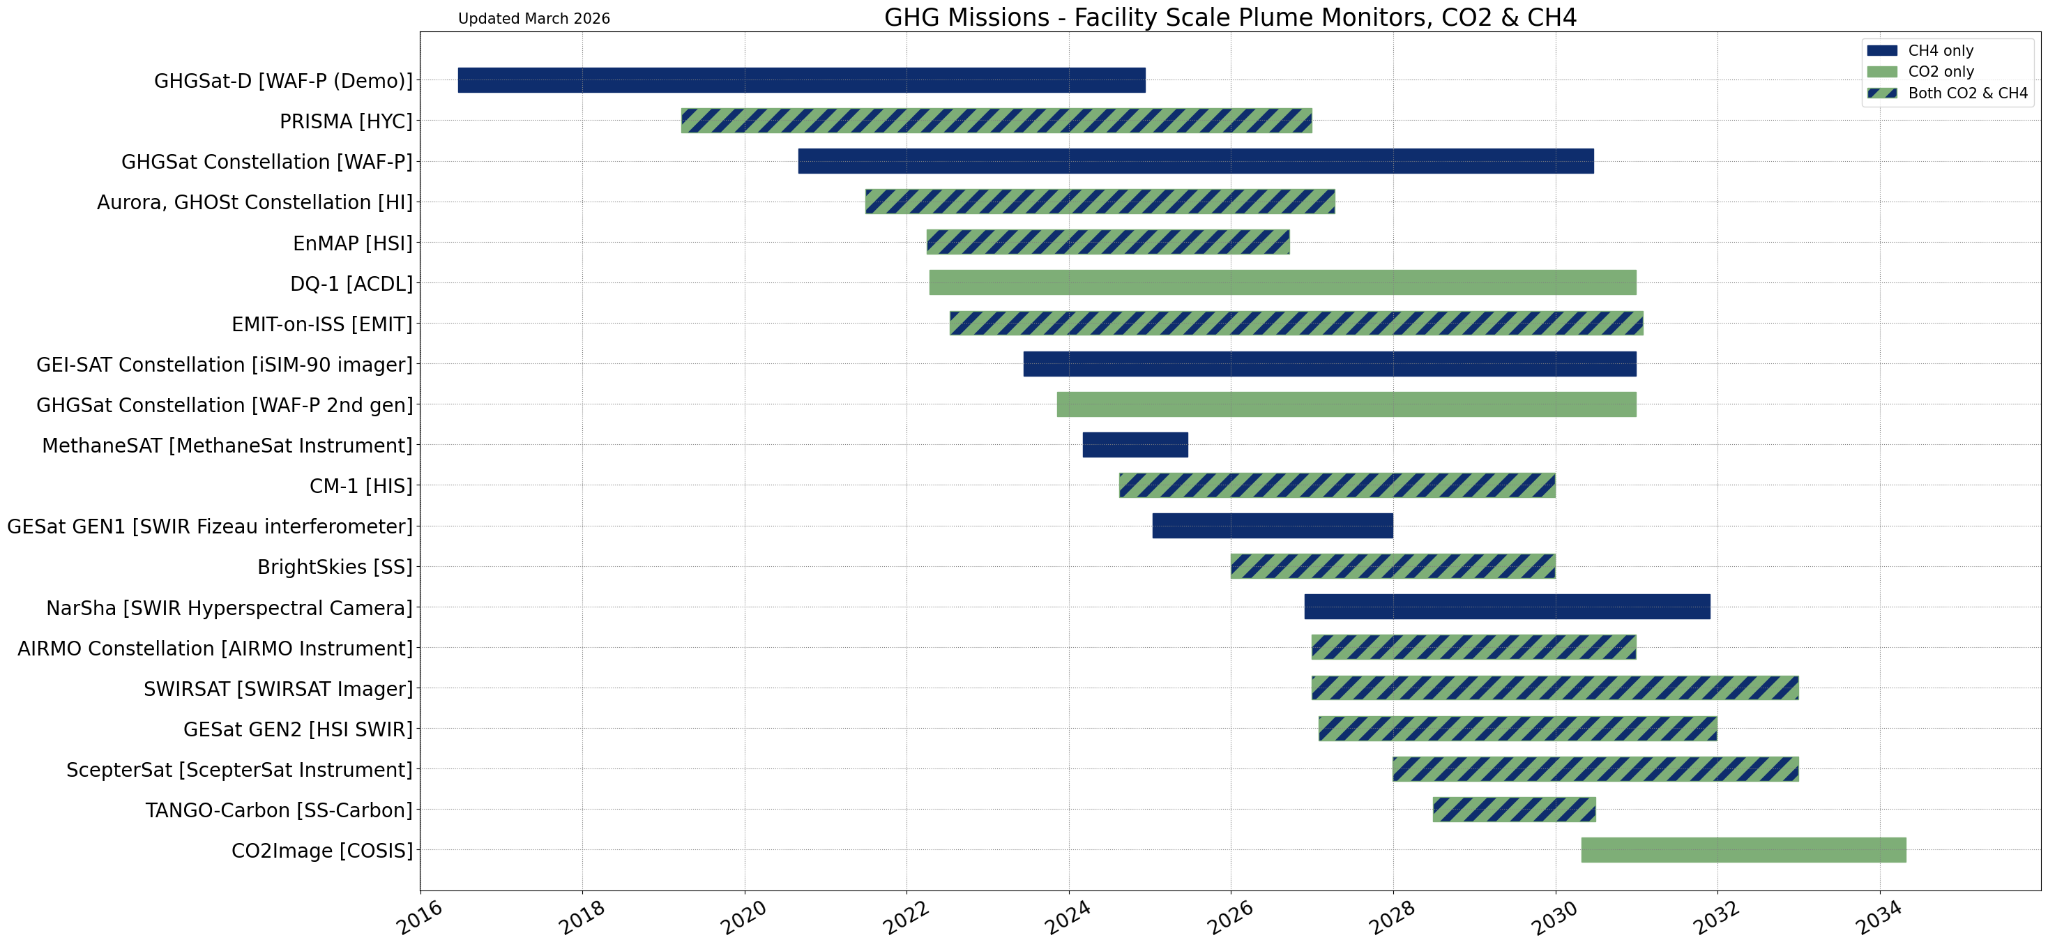 Updated March 2026
GHG Missions - Facility Scale Plume Monitors, CO2 & CH4
CH4 only
CO2 only
Both CO2 & CH4
GHGSat-D [WAF-P (Demo)]
PRISMA [HYC]
GHGSat Constellation [WAF-P]
Aurora, GHOSt Constellation [HI]
EnMAP [HSI]
DQ-1 [ACDL]
EMIT-on-ISS [EMIT]
GEI-SAT Constellation [iSIM-90 imager]
GHGSat Constellation [WAF-P 2nd gen]
MethaneSAT [MethaneSat Instrument]
CM-1 [HIS]
GESat GEN1 [SWIR Fizeau interferometer]
BrightSkies [SS]
NarSha [SWIR Hyperspectral Camera]
AIRMO Constellation [AIRMO Instrument]
SWIRSAT [SWIRSAT Imager]
GESat GEN2 [HSI SWIR]
ScepterSat [ScepterSat Instrument]
TANGO-Carbon [SS-Carbon]
CO2Image [COSIS]
2016 2018 2020 2022 2024 2026 2028 2030 2032 2034